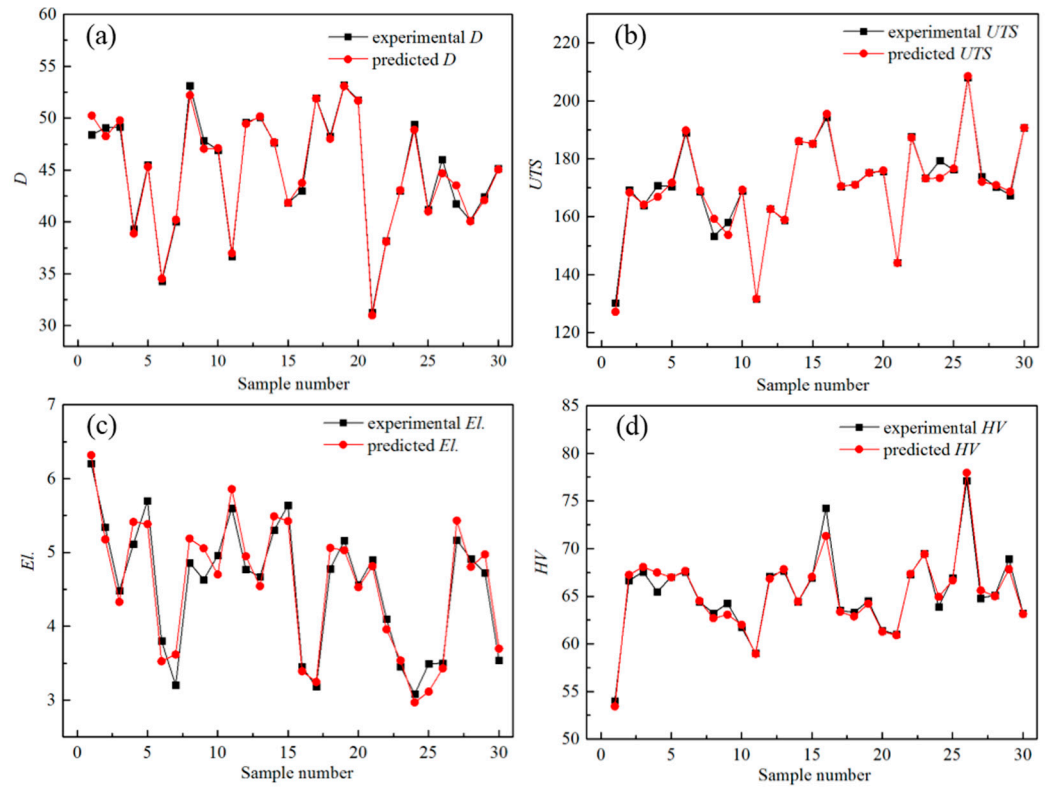 (a)
experimental D
predicted D
60
55
50
45
40
35
30
D
0 5 10 15 20 25 30
Sample number
(b)
experimental UTS
predicted UTS
220
200
180
160
140
120
UTS
0 5 10 15 20 25 30
Sample number
(c)
experimental El.
predicted El.
7
6
5
4
3
El.
0 5 10 15 20 25 30
Sample number
(d)
experimental HV
predicted HV
85
80
75
70
65
60
55
50
HV
0 5 10 15 20 25 30
Sample number